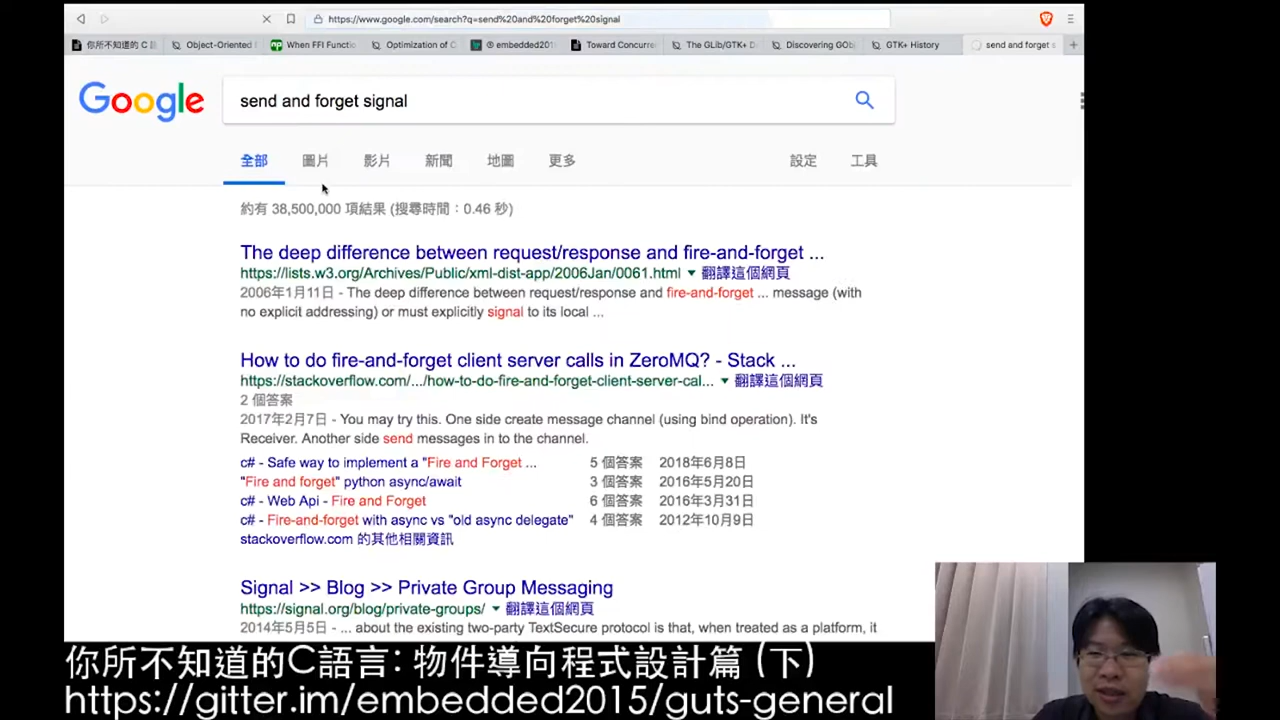 https://www.google.com/search?q=send%20and%20forget%20signal
你所不知道的 C 語
Object-Oriented
When FFI Functio
Optimization of C
embedded201
Toward Concurre
The GLib/GTK+ D
Discovering GOb
GTK+ History
send and forget s
Google
send and forget signal
全部 圖片 影片 新聞 地圖 更多 設定 工具
約有 38,500,000 項結果 (搜尋時間：0.46 秒)
The deep difference between request/response and fire-and-forget ...
https://lists.w3.org/Archives/Public/xml-dist-app/2006Jan/0061.html ▼ 翻譯這個網頁
2006年1月11日 - The deep difference between request/response and fire-and-forget ... message (with
no explicit addressing) or must explicitly signal to its local ...
How to do fire-and-forget client server calls in ZeroMQ? - Stack ...
https://stackoverflow.com/.../how-to-do-fire-and-forget-client-server-cal... ▼ 翻譯這個網頁
2 個答案
2017年2月7日 - You may try this. One side create message channel (using bind operation). It's
Receiver. Another side send messages in to the channel.
c# - Safe way to implement a "Fire and Forget ... 5 個答案 2018年6月8日
"Fire and forget" python async/await 3 個答案 2016年5月20日
c# - Web Api - Fire and Forget 6 個答案 2016年3月31日
c# - Fire-and-forget with async vs "old async delegate" 4 個答案 2012年10月9日
stackoverflow.com 的其他相關資訊
Signal >> Blog >> Private Group Messaging
https://signal.org/blog/private-groups/ ▼ 翻譯這個網頁
2014年5月5日 - ... about the existing two-party TextSecure protocol is that, when treated as a platform, it
你所不知道的C語言: 物件導向程式設計篇 (下)
https://gitter.im/embedded2015/guts-general